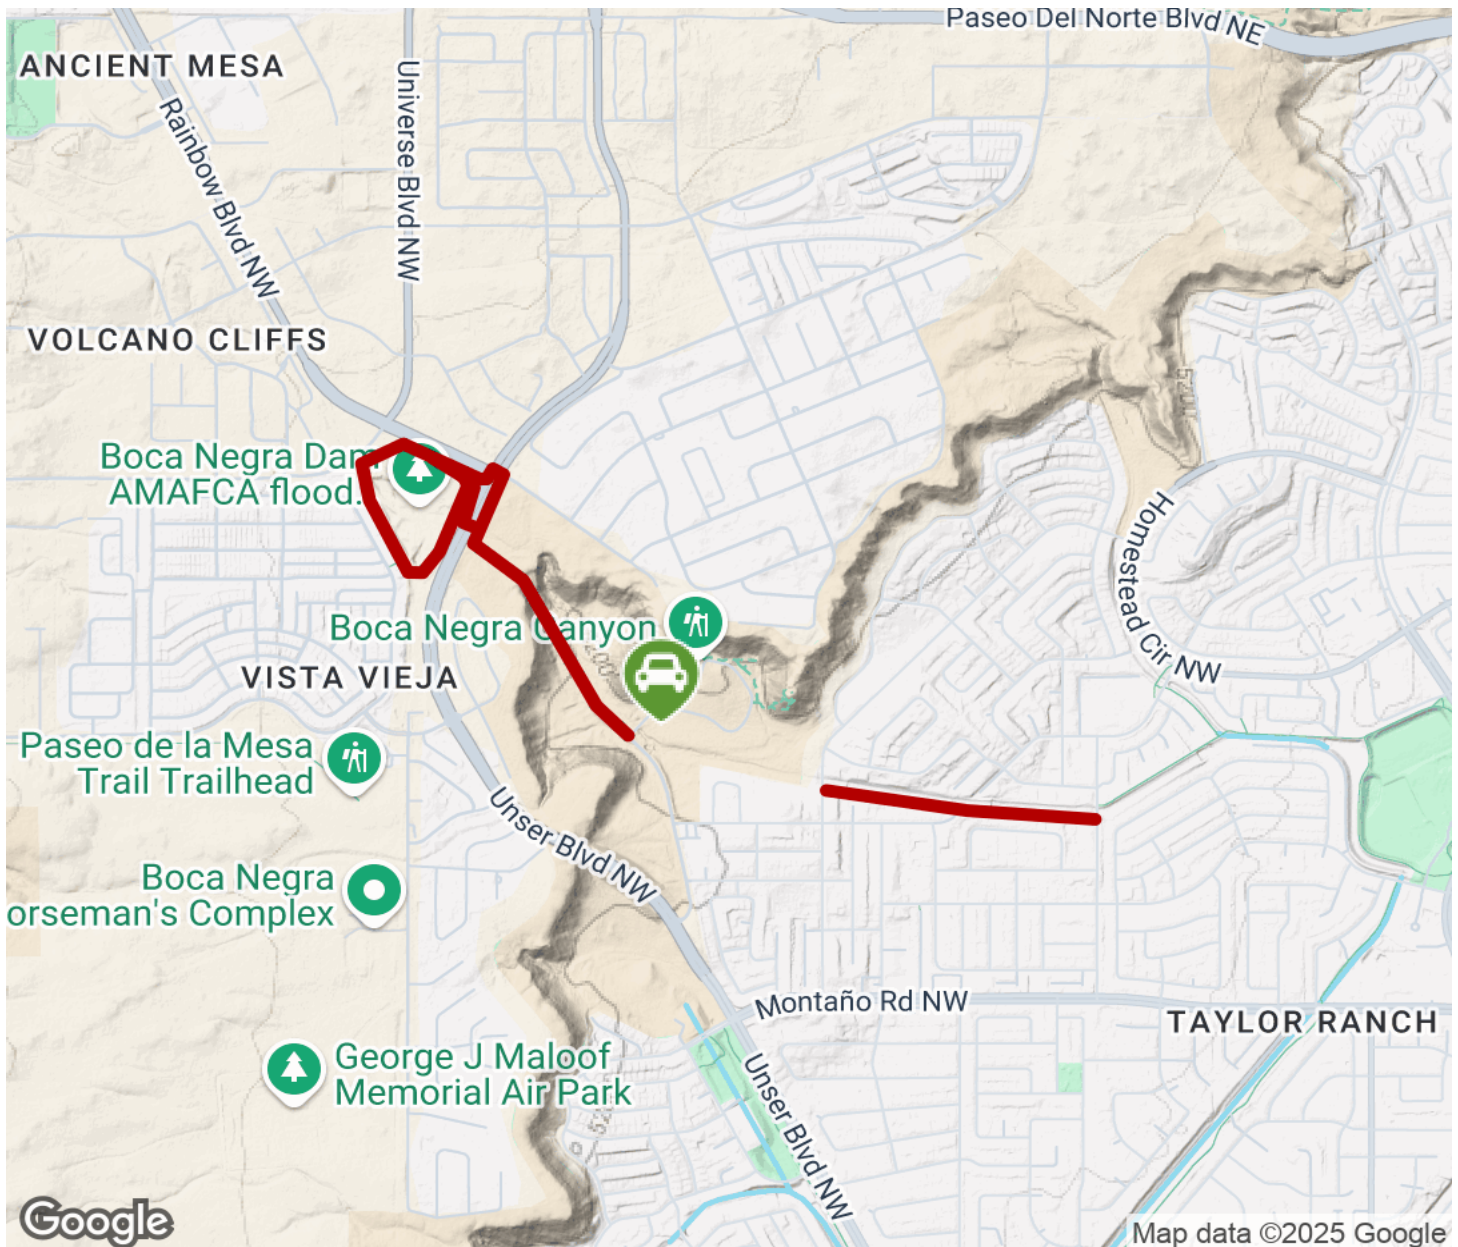 Paseo Del Norte Blvd NE
ANCIENT MESA
Rainbow Blvd NW
Universe Blvd NW
VOLCANO CLIFFS
Boca Negra Dam
AMAFCA flood.
Homestead Cir NW
Boca Negra Canyon
VISTA VIEJA
Paseo de la Mesa
Trail Trailhead
Unser Blvd NW
Boca Negra
orseman's Complex
Montaño Rd NW
TAYLOR RANCH
George J Maloof
Memorial Air Park
Unser Blvd NW
Google
Map data ©2025 Google